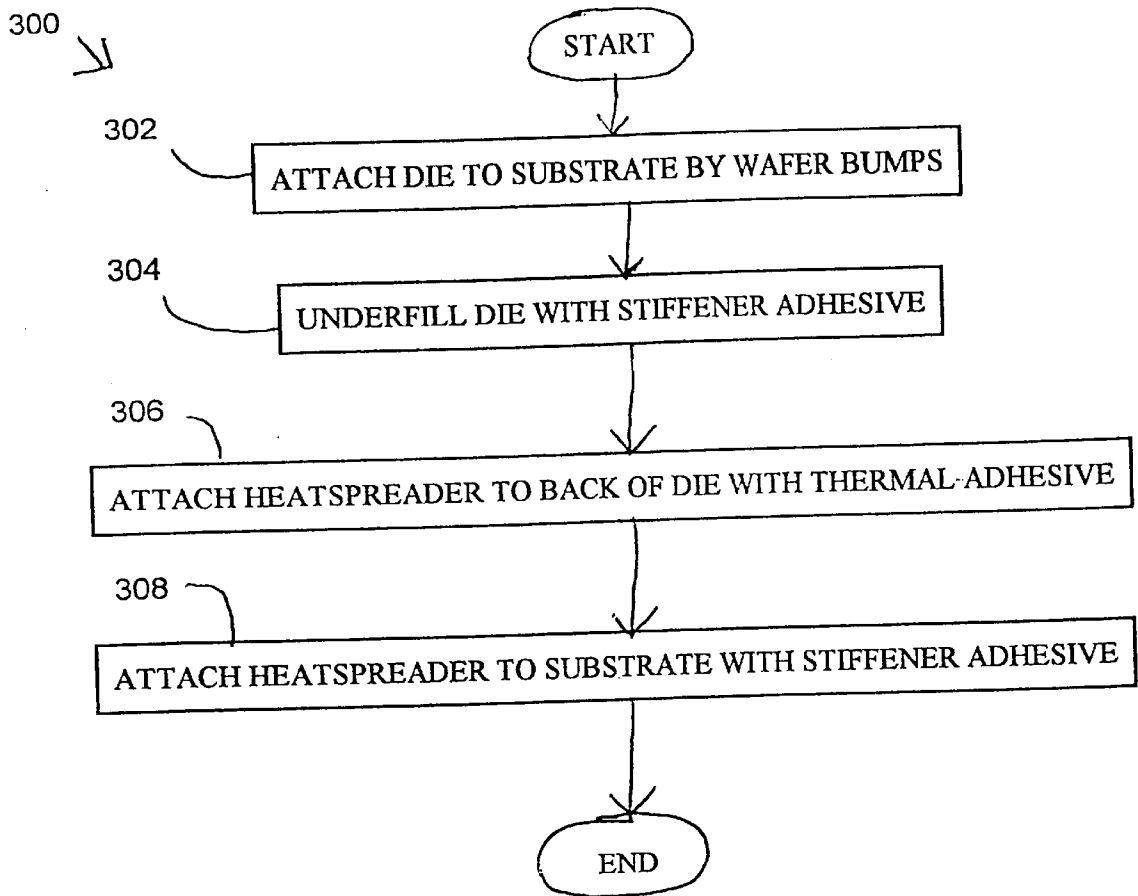 300
START
302
ATTACH DIE TO SUBSTRATE BY WAFER BUMPS
304
UNDERFILL DIE WITH STIFFENER ADHESIVE
306
ATTACH HEATSPREADER TO BACK OF DIE WITH THERMAL ADHESIVE
308
ATTACH HEATSPREADER TO SUBSTRATE WITH STIFFENER ADHESIVE
END